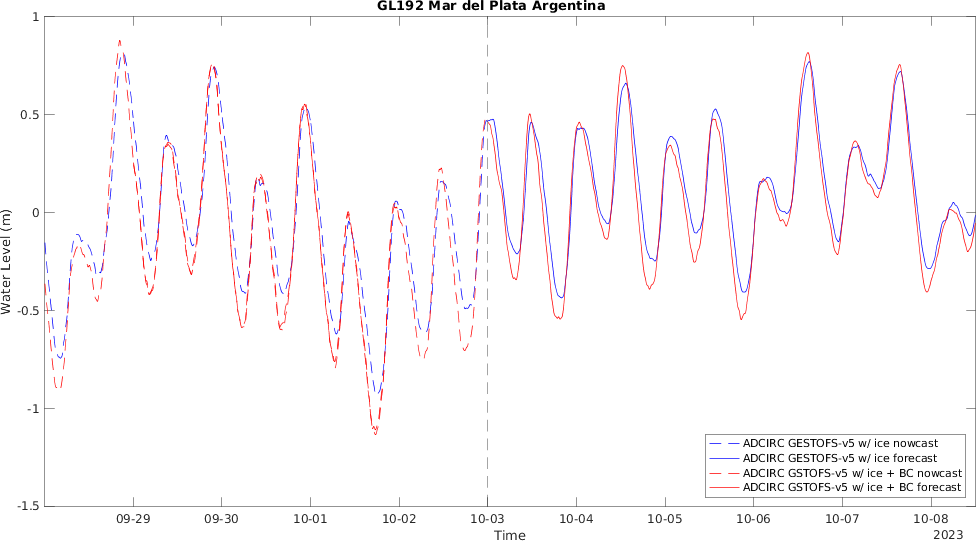 GL192 Mar del Plata Argentina
1
0.5
0
-0.5
-1
-1.5
Water Level (m)
09-29 09-30 10-01 10-02 10-03 10-04 10-05 10-06 10-07 10-08
Time
2023
ADCIRC GESTOFS-v5 w/ ice nowcast
ADCIRC GESTOFS-v5 w/ ice forecast
ADCIRC GSTOFS-v5 w/ ice + BC nowcast
ADCIRC GSTOFS-v5 w/ ice + BC forecast